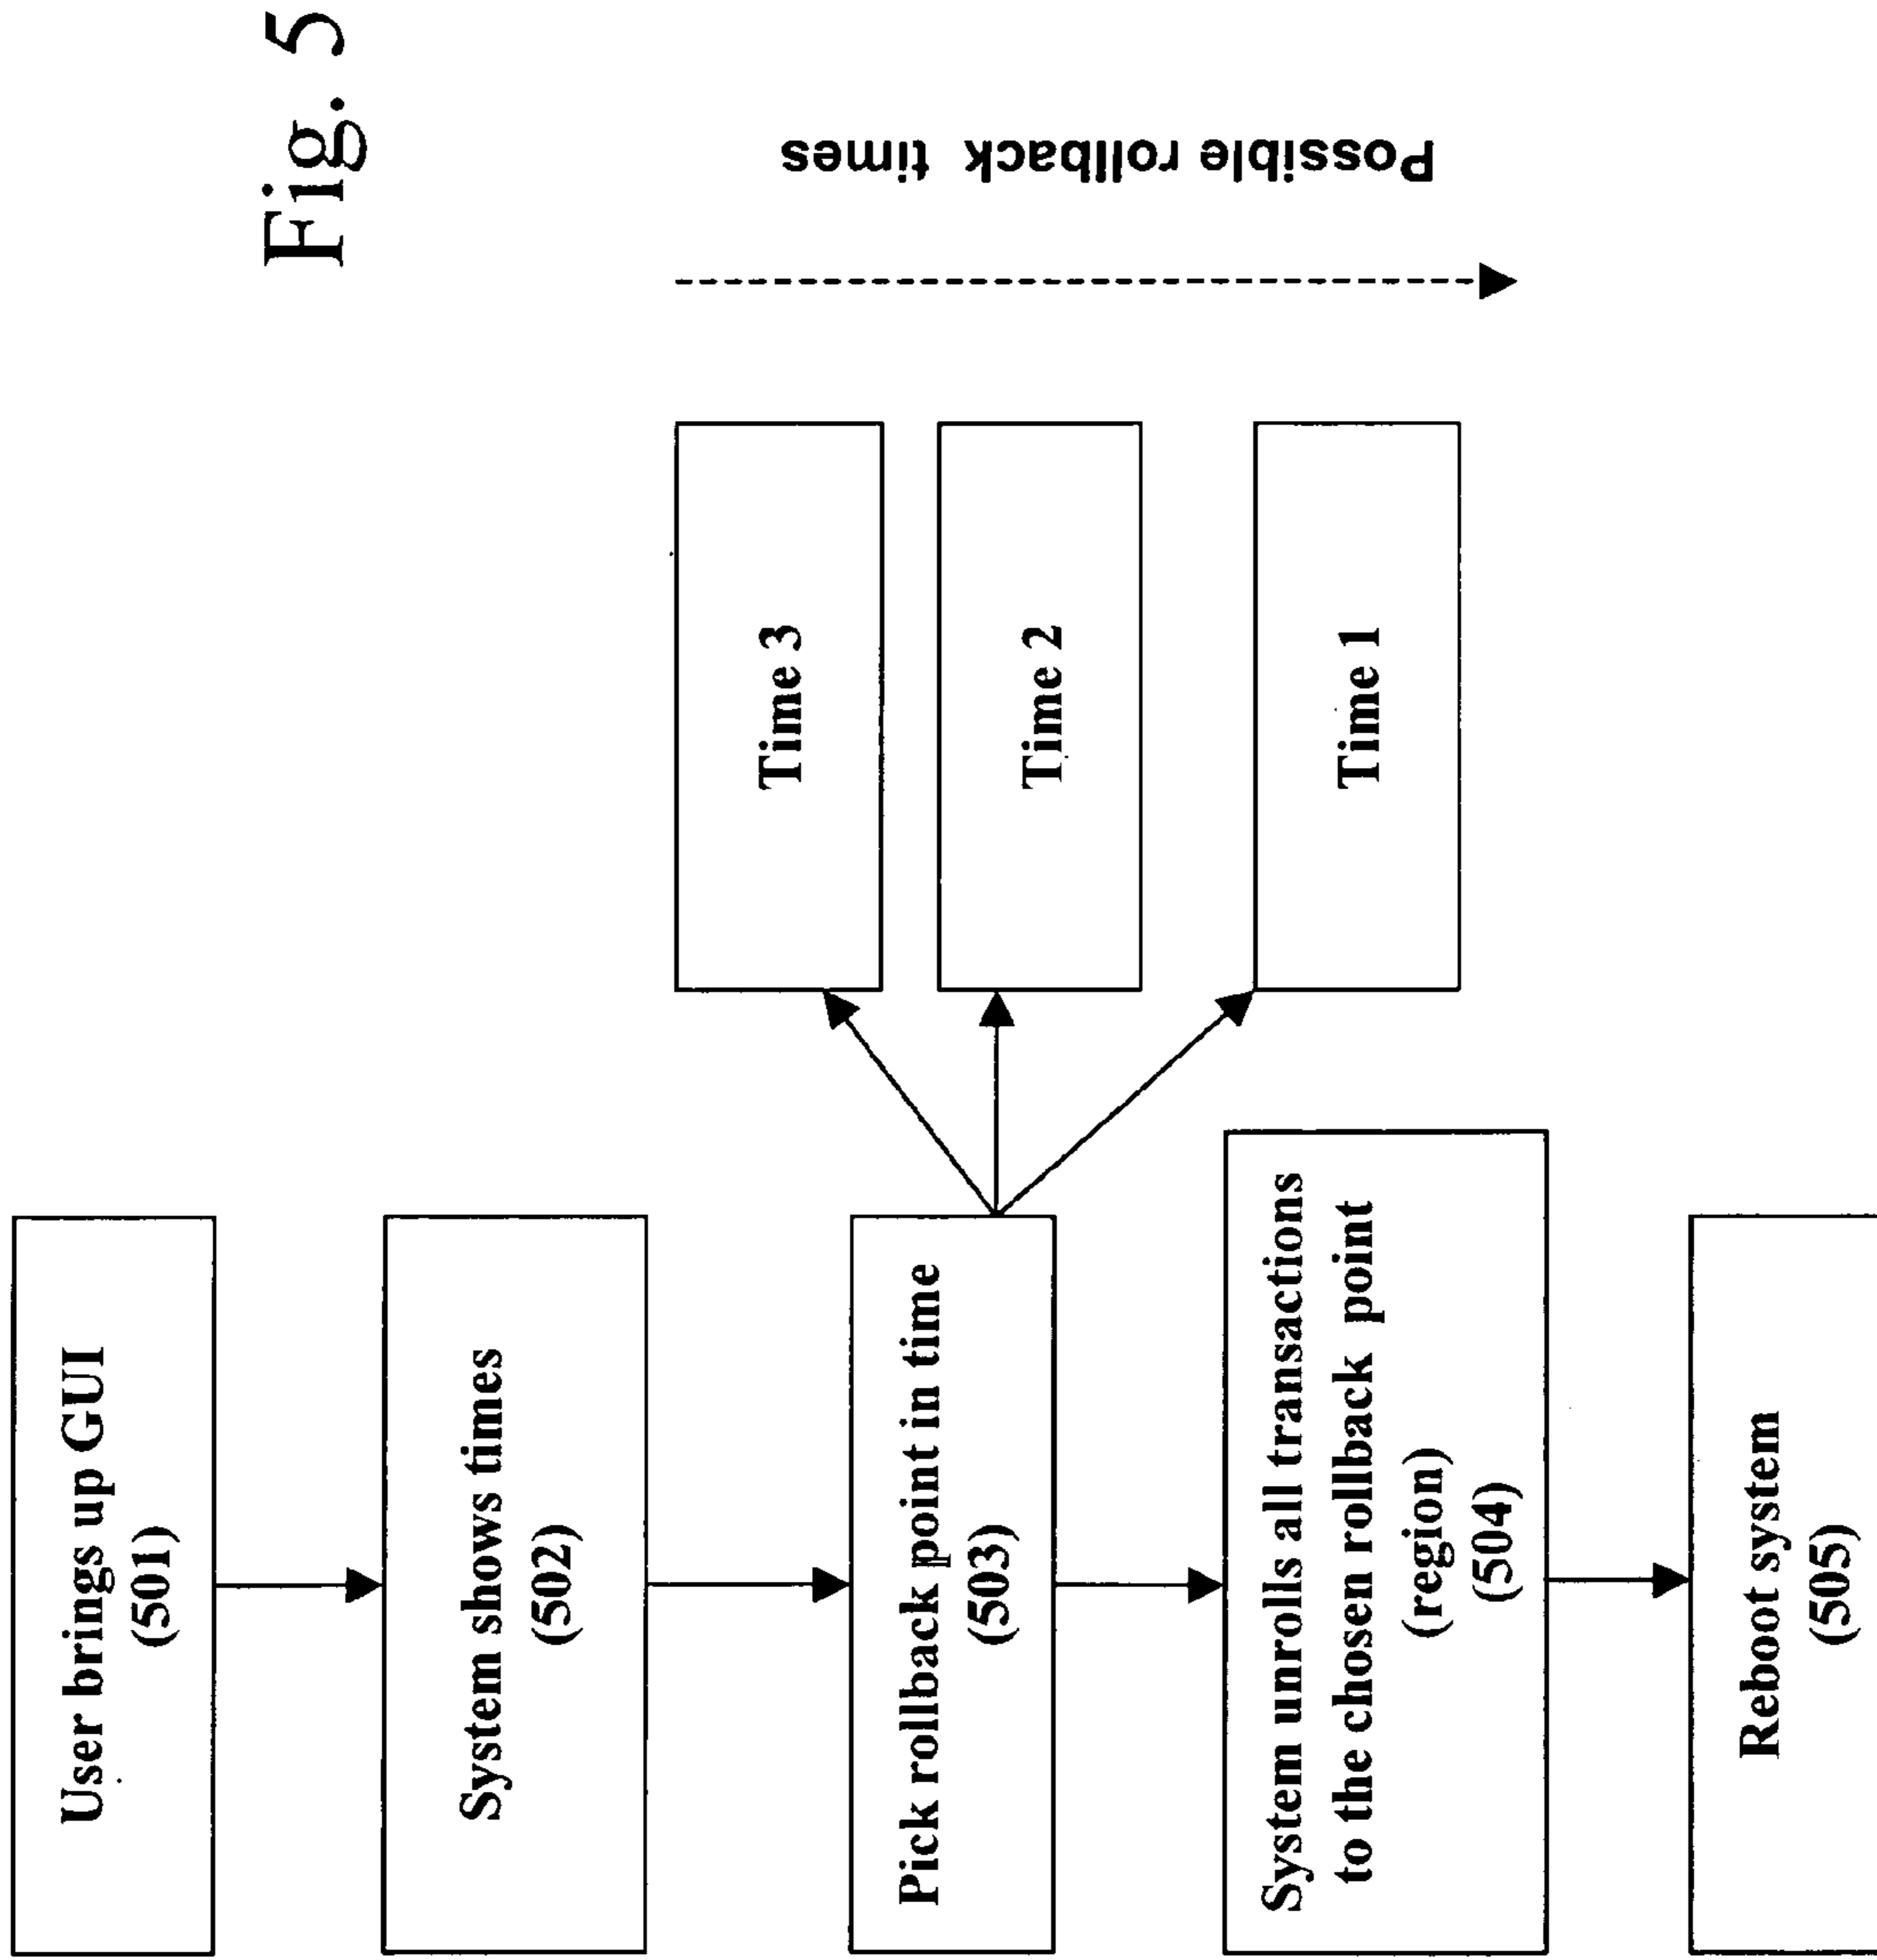 Fig. 5
User brings up GUI
(501)
System shows times
(502)
Pick rollback point in time
(503)
System unrolls all transactions
to the chosen rollback point
(region)
(504)
Reboot system
(505)
Time 3
Time 2
Time 1
Possible rollback times